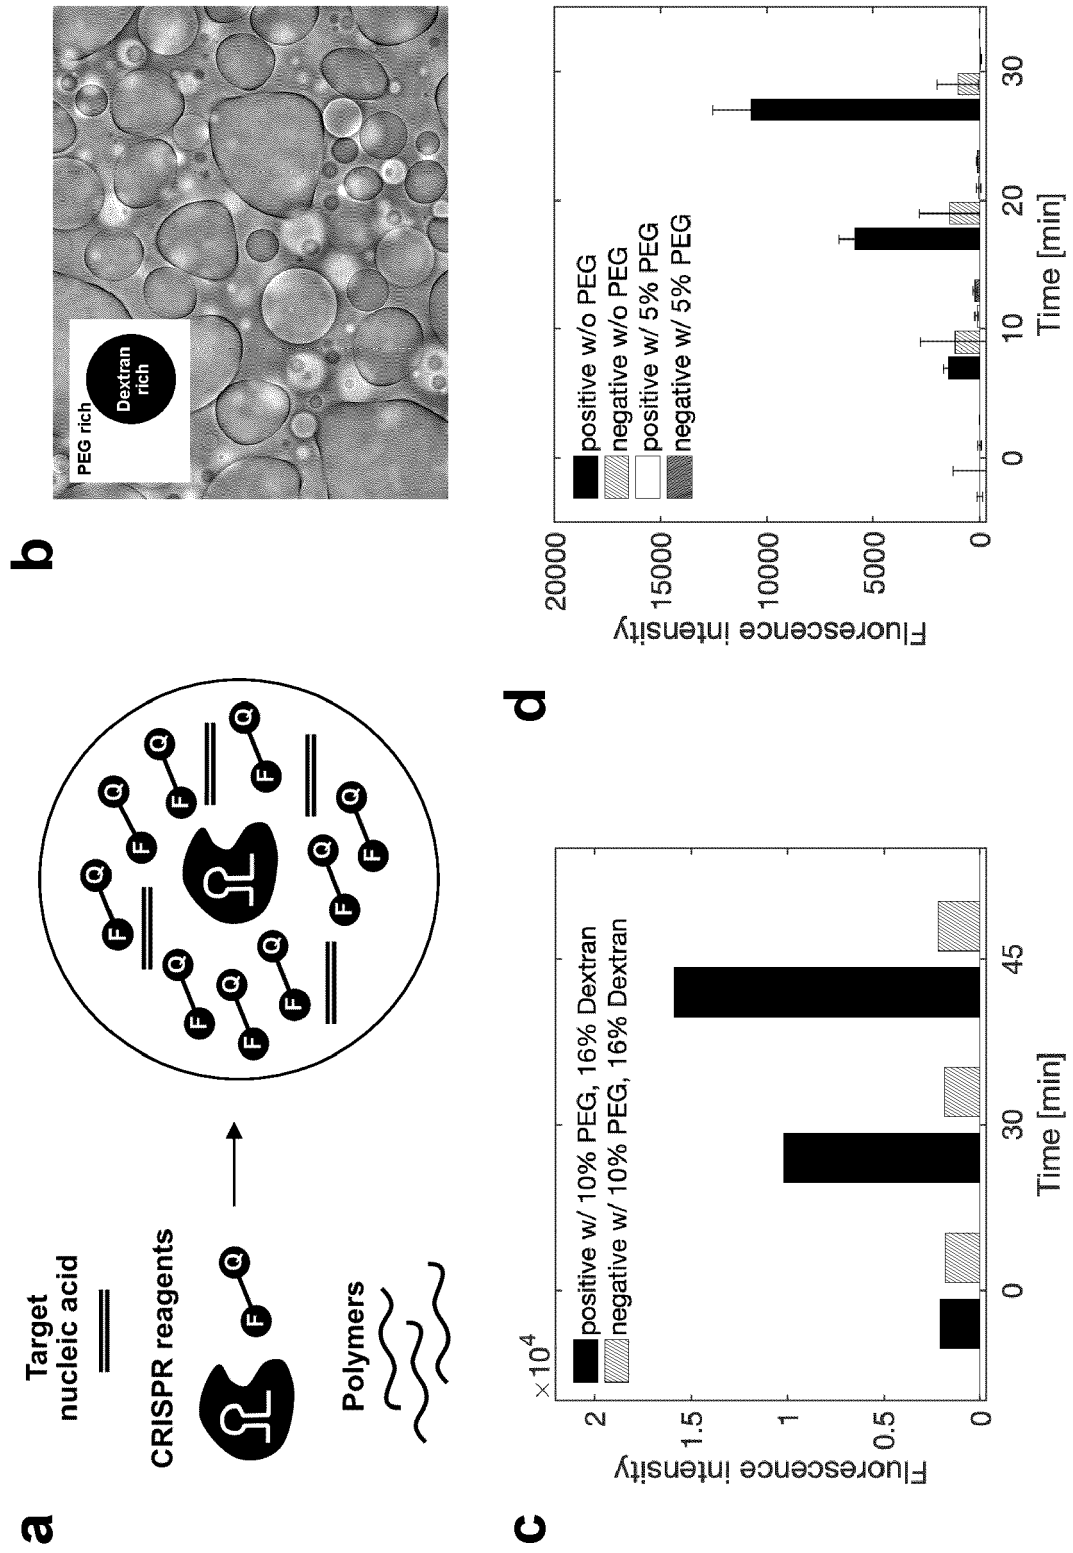 a
Target
nucleic acid
CRISPR reagents
F Q
Polymers
F Q
F Q
F Q
F Q
F Q
F Q
F Q
F Q
F Q
b
PEG rich
Dextran
rich
c
×10⁴
positive w/ 10% PEG, 16% Dextran
negative w/ 10% PEG, 16% Dextran
Fluorescence intensity
2
1.5
1
0.5
0
0 30 45
Time [min]
d
positive w/o PEG
negative w/o PEG
positive w/ 5% PEG
negative w/ 5% PEG
Fluorescence intensity
20000
15000
10000
5000
0
0 10 20 30
Time [min]